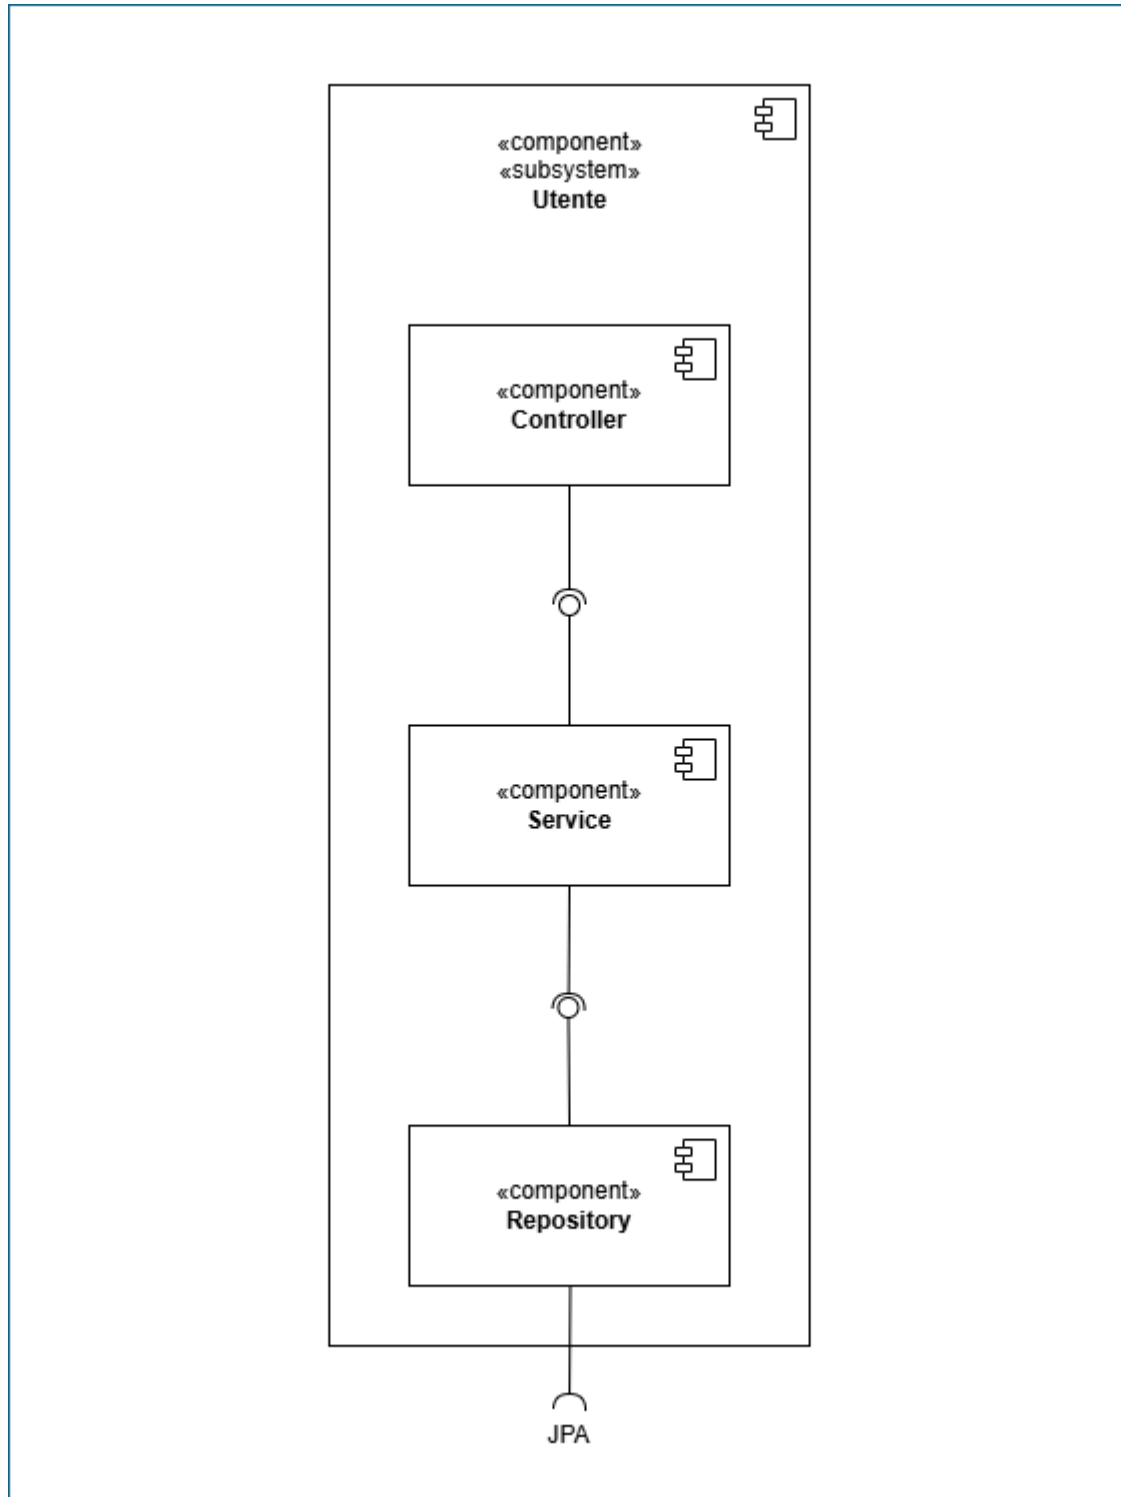 «component»
«subsystem»
Utente
«component»
Controller
«component»
Service
«component»
Repository
JPA